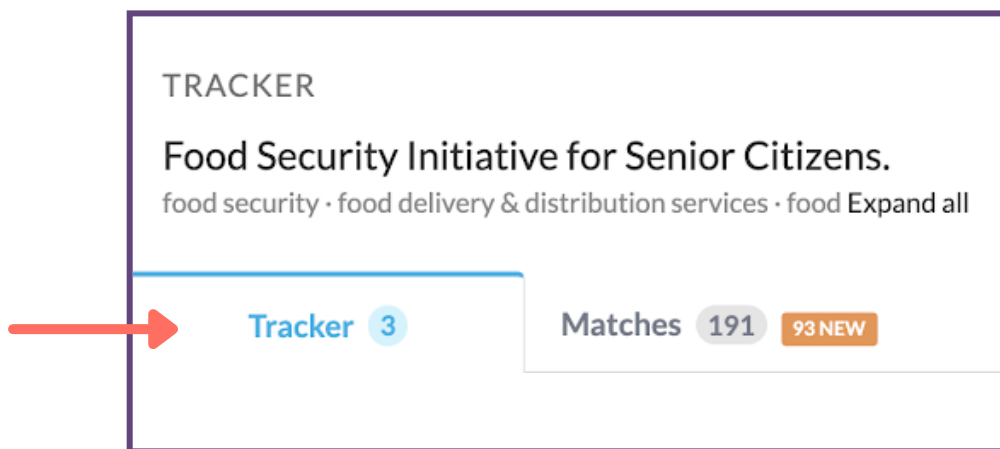 TRACKER
Food Security Initiative for Senior Citizens.
food security · food delivery & distribution services · food Expand all
Tracker 3 Matches 191 93 NEW